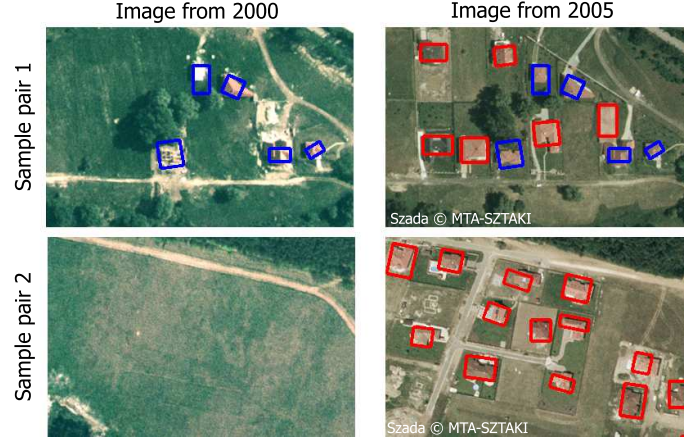 Image from 2000
Image from 2005
Sample pair 1
Szada © MTA-SZTAKI
Sample pair 2
Szada © MTA-SZTAKI